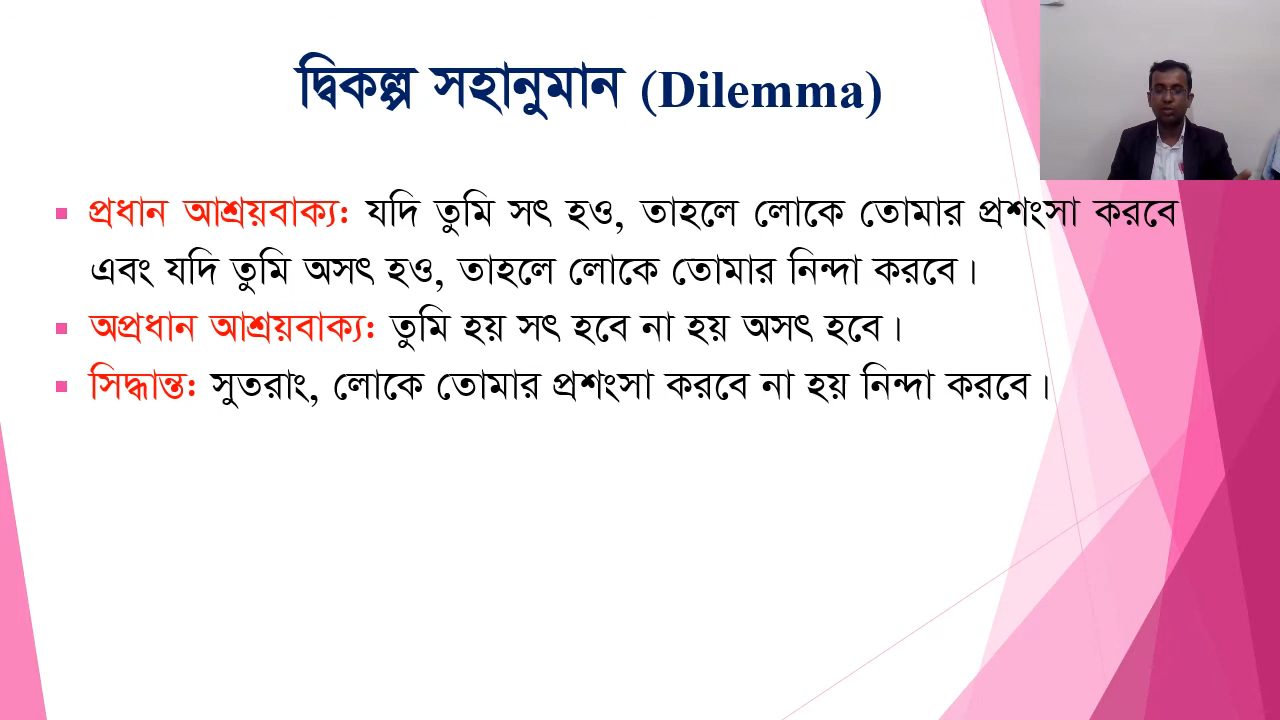 দ্বিকল্প সহানুমান (Dilemma)
প্রধান আশ্রয়বাক্য: যদি তুমি সৎ হও, তাহলে লোকে তোমার প্রশংসা করবে
এবং যদি তুমি অসৎ হও, তাহলে লোকে তোমার নিন্দা করবে।
অপ্রধান আশ্রয়বাক্য: তুমি হয় সৎ হবে না হয় অসৎ হবে।
সিদ্ধান্ত: সুতরাং, লোকে তোমার প্রশংসা করবে না হয় নিন্দা করবে।